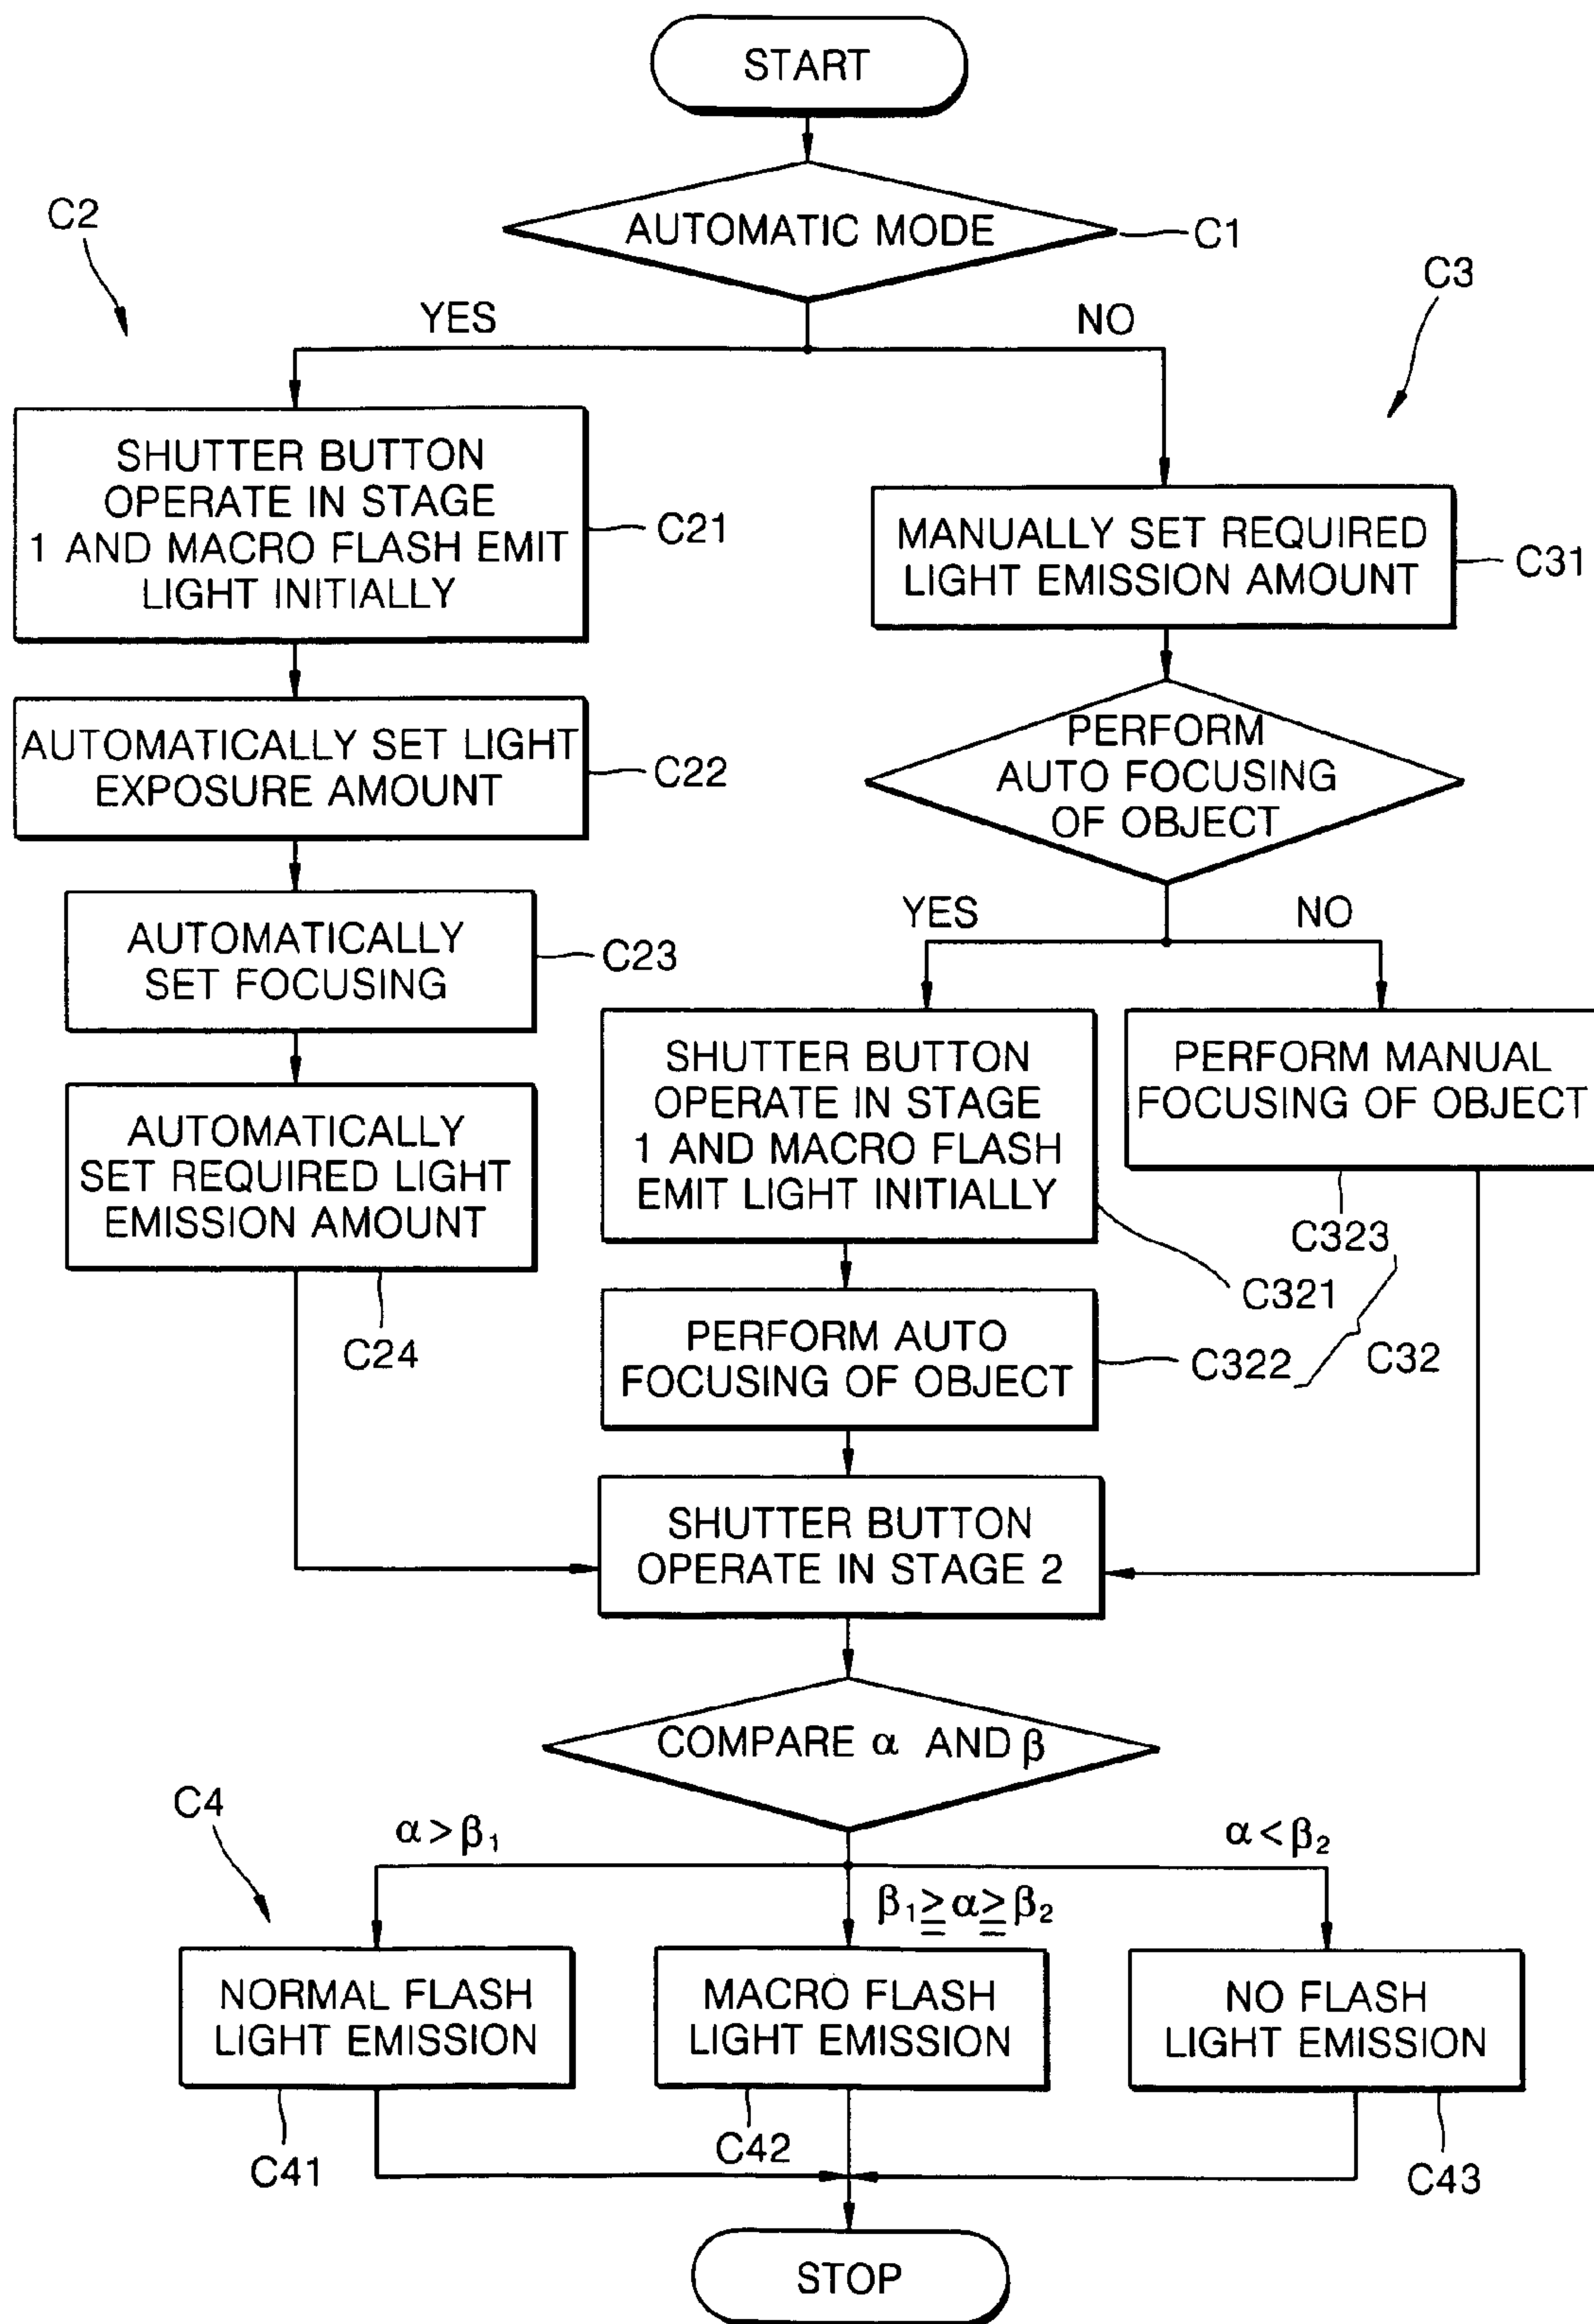 START
AUTOMATIC MODE
C1
C2
C3
YES
NO
SHUTTER BUTTON
OPERATE IN STAGE
1 AND MACRO FLASH EMIT
LIGHT INITIALLY
C21
MANUALLY SET REQUIRED
LIGHT EMISSION AMOUNT
C31
AUTOMATICALLY SET LIGHT
EXPOSURE AMOUNT
C22
PERFORM
AUTO FOCUSING
OF OBJECT
YES
NO
AUTOMATICALLY
SET FOCUSING
C23
SHUTTER BUTTON
OPERATE IN STAGE
1 AND MACRO FLASH
EMIT LIGHT INITIALLY
C321
PERFORM MANUAL
FOCUSING OF OBJECT
C323
AUTOMATICALLY
SET REQUIRED LIGHT
EMISSION AMOUNT
C24
PERFORM AUTO
FOCUSING OF OBJECT
C322
C32
SHUTTER BUTTON
OPERATE IN STAGE 2
COMPARE α AND β
C4
α>β₁
β₁≧α≧β₂
α<β₂
NORMAL FLASH
LIGHT EMISSION
C41
MACRO FLASH
LIGHT EMISSION
C42
NO FLASH
LIGHT EMISSION
C43
STOP